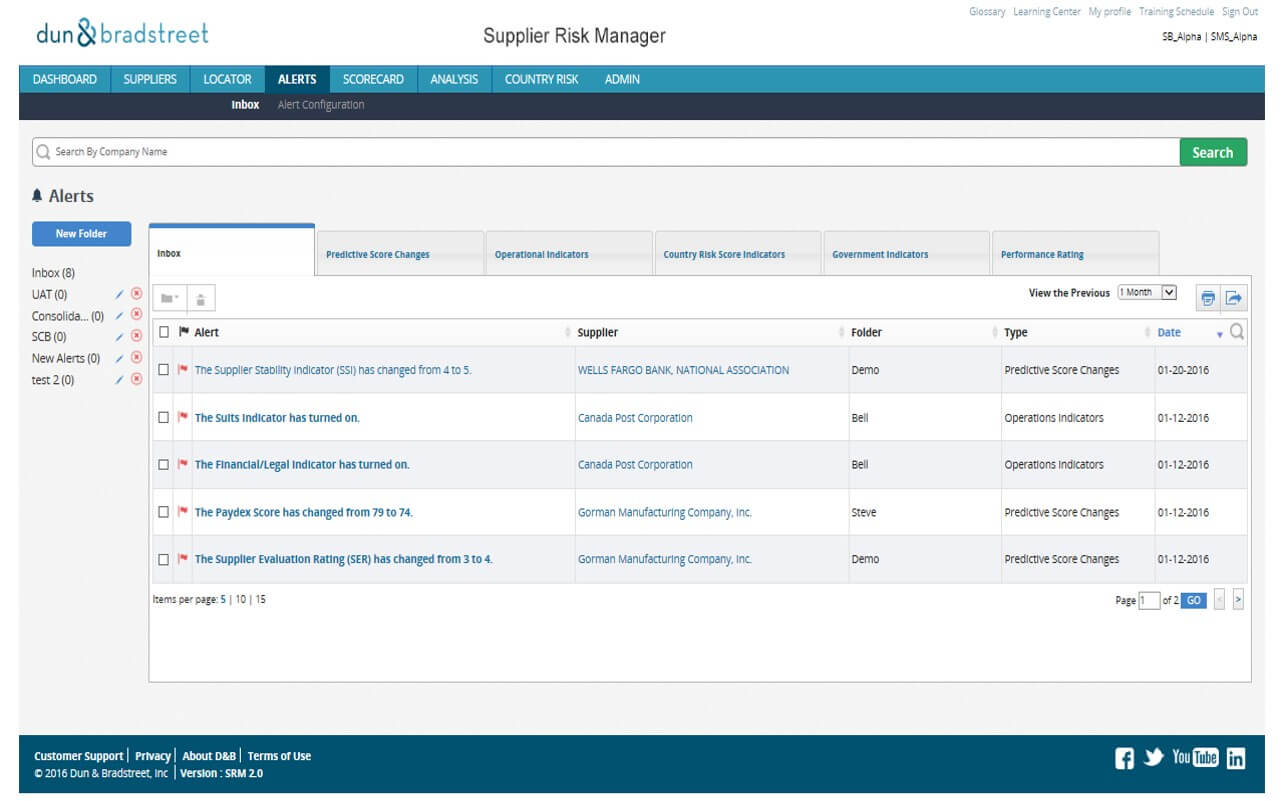 Glossary Learning Center My profile Training Schedule Sign Out
dun & bradstreet
Supplier Risk Manager
SB_Alpha | SMS_Alpha
DASHBOARD SUPPLIERS LOCATOR ALERTS SCORECARD ANALYSIS COUNTRY RISK ADMIN
Inbox Alert Configuration
Search By Company Name Search
Alerts
New Folder
Inbox Predictive Score Changes Operational Indicators Country Risk Score Indicators Government Indicators Performance Rating
Inbox (8)
UAT (0)
Consolida... (0)
SCB (0)
New Alerts (0)
test 2 (0)
View the Previous 1 Month
Alert Supplier Folder Type Date
The Supplier Stability Indicator (SSI) has changed from 4 to 5. WELLS FARGO BANK, NATIONAL ASSOCIATION Demo Predictive Score Changes 01-20-2016
The Suits Indicator has turned on. Canada Post Corporation Bell Operations Indicators 01-12-2016
The Financial/Legal Indicator has turned on. Canada Post Corporation Bell Operations Indicators 01-12-2016
The Paydex Score has changed from 79 to 74. Gorman Manufacturing Company, Inc. Steve Predictive Score Changes 01-12-2016
The Supplier Evaluation Rating (SER) has changed from 3 to 4. Gorman Manufacturing Company, Inc. Demo Predictive Score Changes 01-12-2016
Items per page: 5 | 10 | 15 Page 1 of 2 GO < >
Customer Support | Privacy | About D&B | Terms of Use
© 2016 Dun & Bradstreet, Inc | Version : SRM 2.0
You Tube in